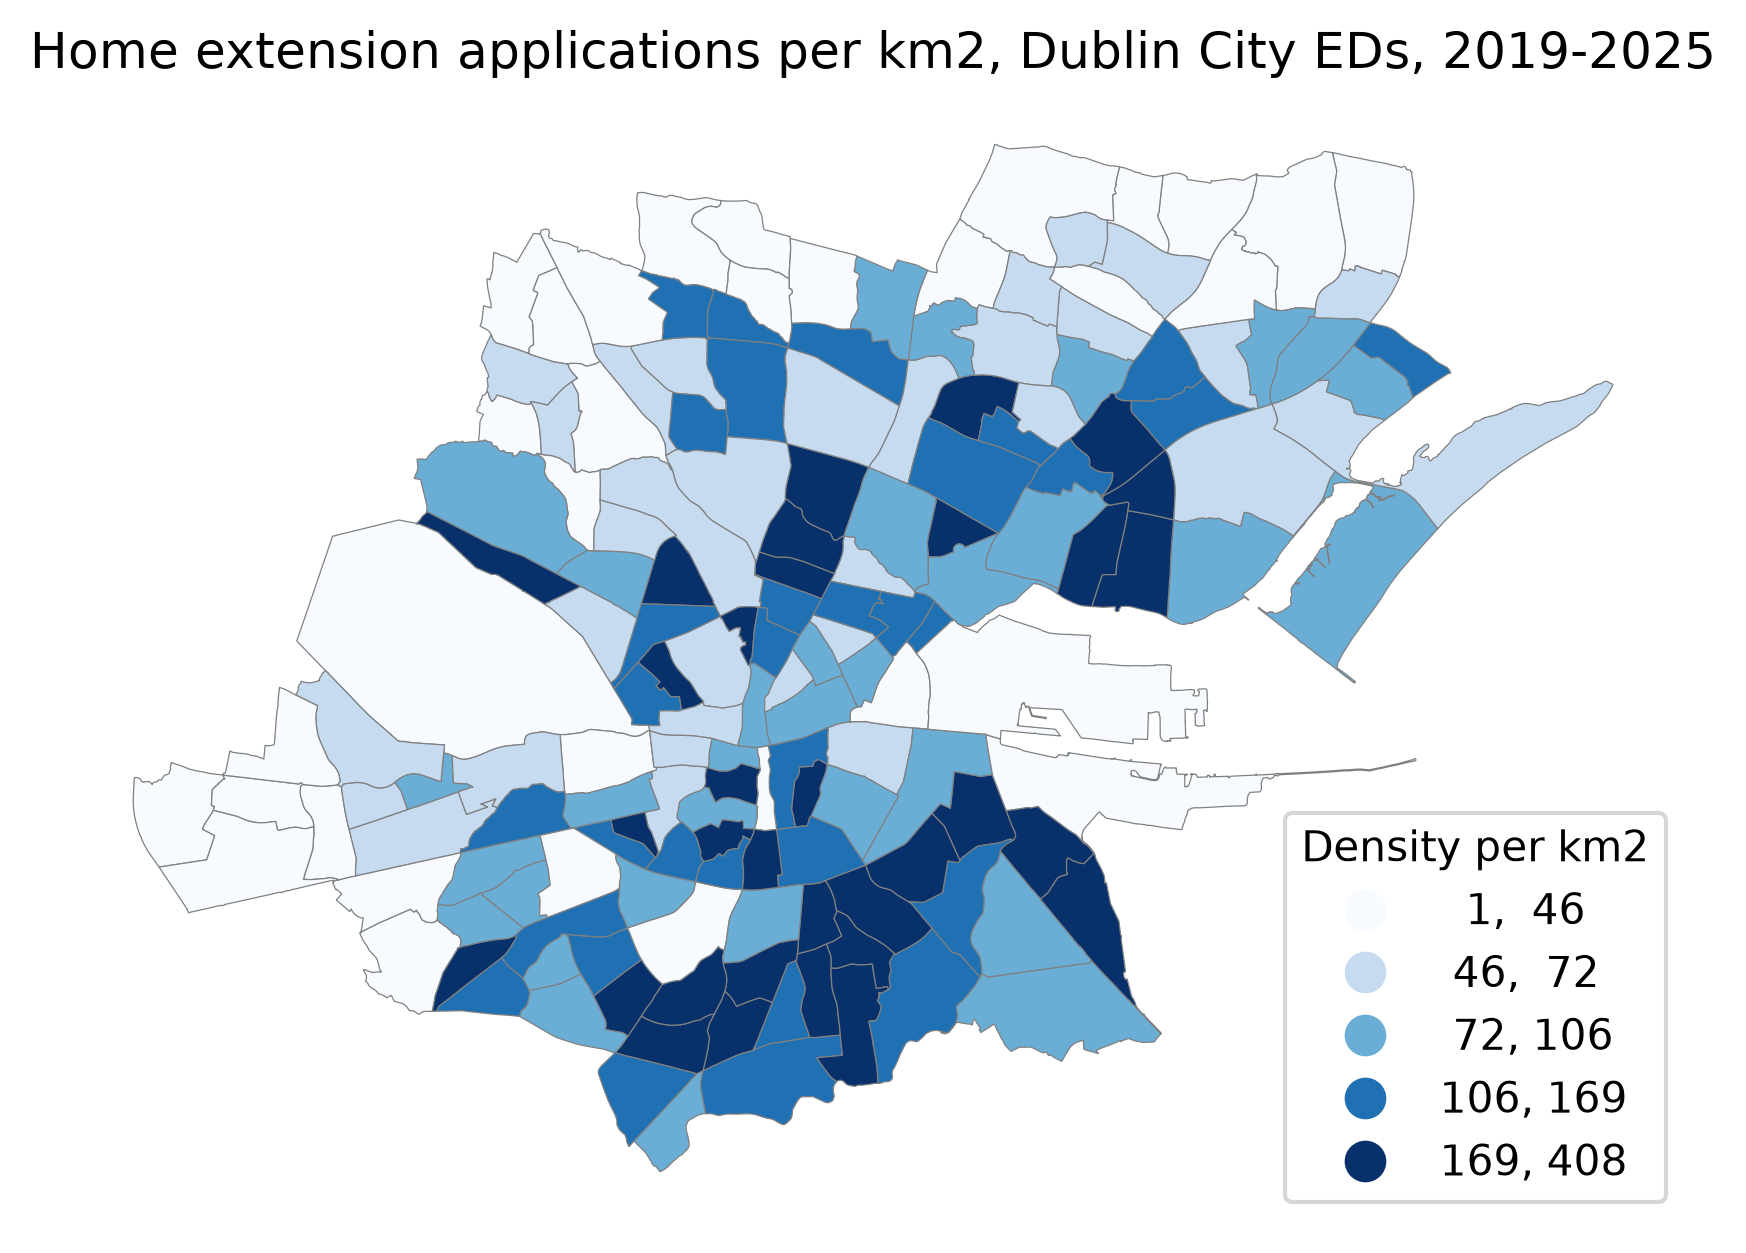 Home extension applications per km2, Dublin City EDs, 2019-2025
Density per km2
1, 46
46, 72
72, 106
106, 169
169, 408